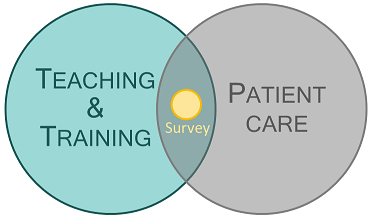 TEACHING
&
TRAINING
Survey
PATIENT
CARE